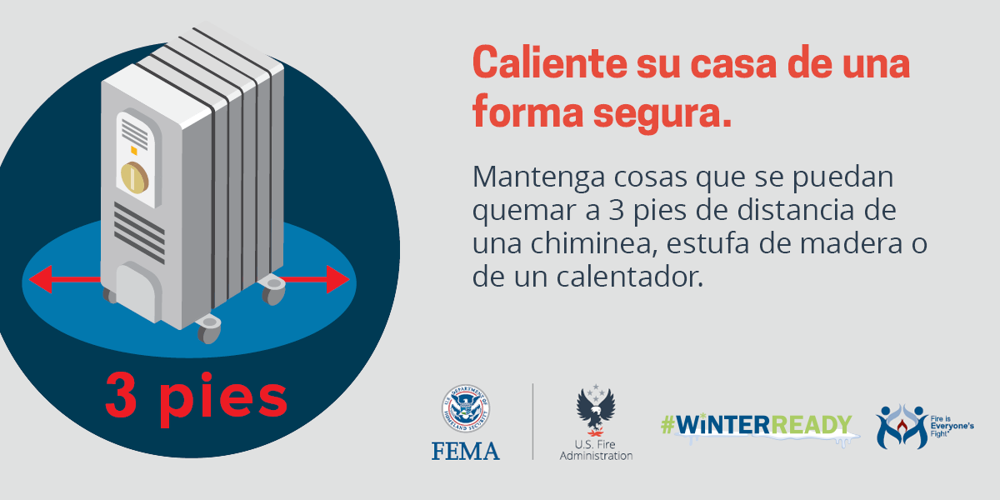 Caliente su casa de una
forma segura.
Mantenga cosas que se puedan
quemar a 3 pies de distancia de
una chiminea, estufa de madera o
de un calentador.
3 pies
U.S. DEPARTMENT OF
HOMELAND SECURITY
FEMA
U.S. Fire
Administration
#WiNTERREADY
Fire is
Everyone's
Fight®